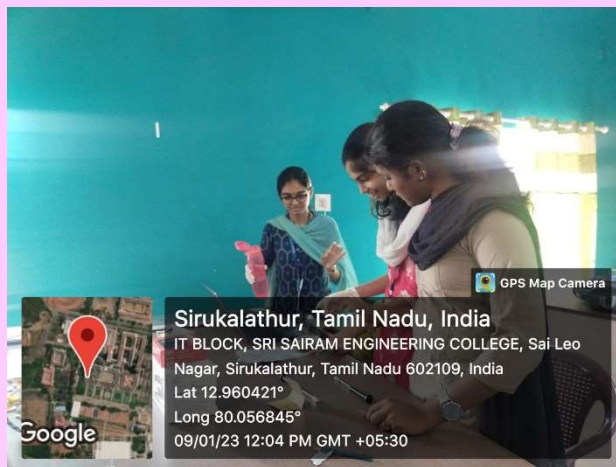 GPS Map Camera
Sirukalathur, Tamil Nadu, India
IT BLOCK, SRI SAIRAM ENGINEERING COLLEGE, Sai Leo
Nagar, Sirukalathur, Tamil Nadu 602109, India
Lat 12.960421°
Long 80.056845°
09/01/23 12:04 PM GMT +05:30
Google